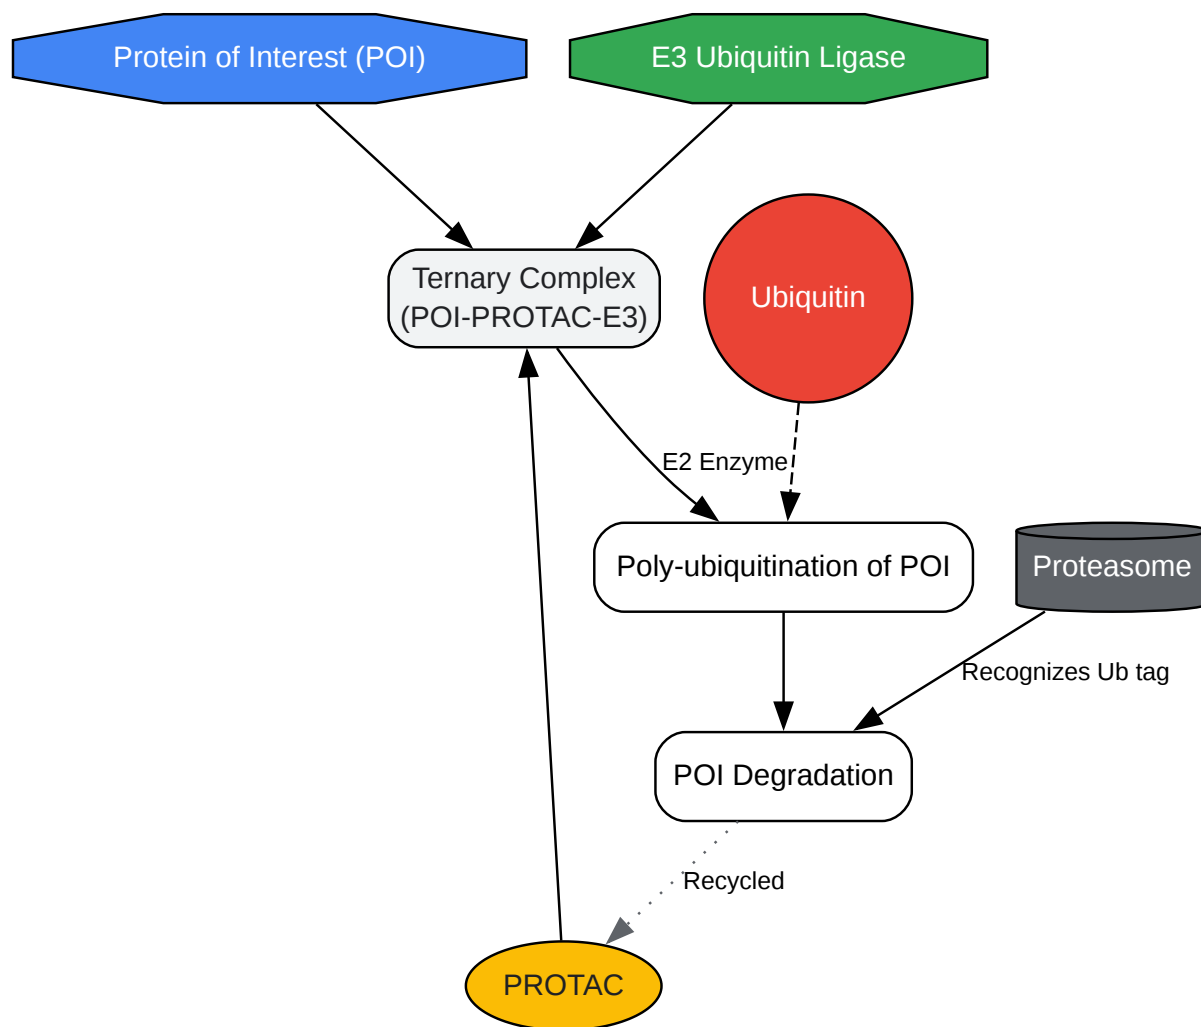 Protein of Interest (POI)
E3 Ubiquitin Ligase
Ternary Complex
(POI-PROTAC-E3)
Ubiquitin
E2 Enzyme
Poly-ubiquitination of POI
Proteasome
Recognizes Ub tag
POI Degradation
Recycled
PROTAC